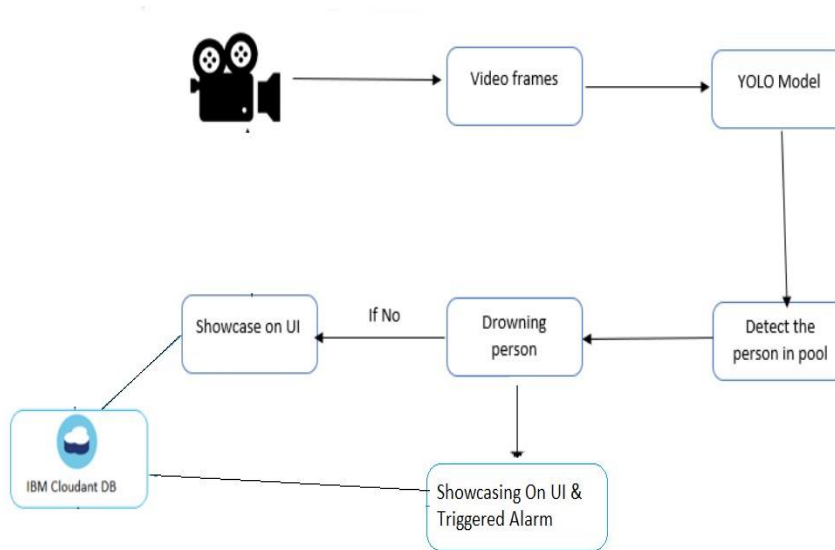 Video frames
YOLO Model
Detect the
person in pool
Drowning
person
If No
Showcase on UI
IBM Cloudant DB
Showcasing On UI &
Triggered Alarm